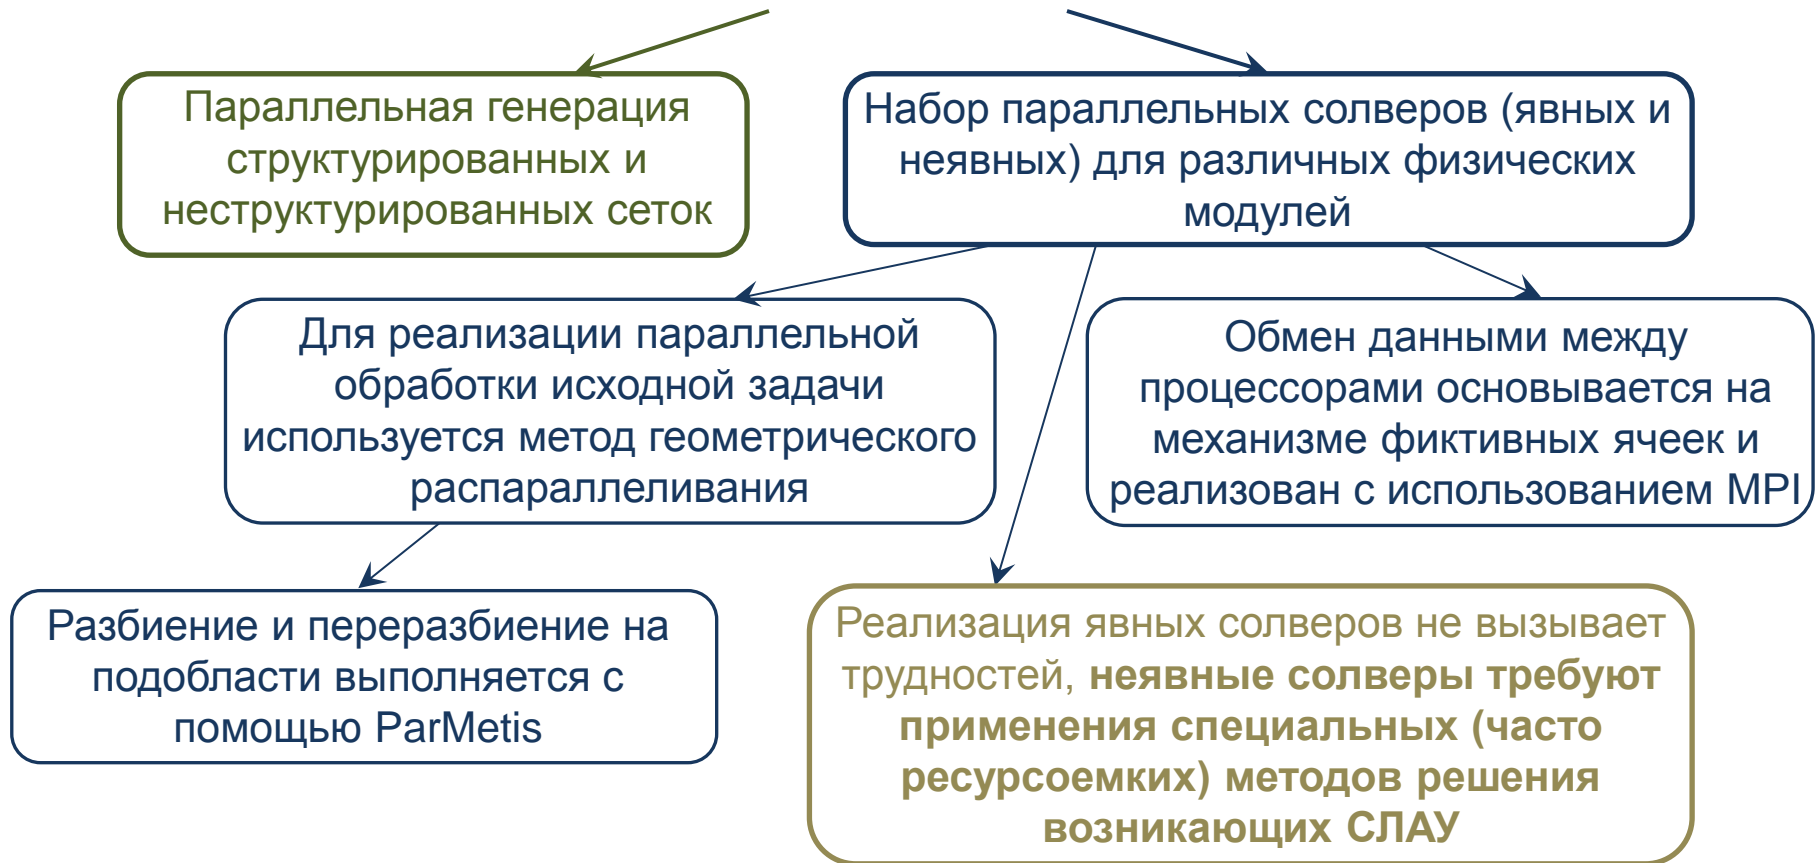 Параллельная генерация
структурированных и
неструктурированных сеток
Набор параллельных солверов (явных и
неявных) для различных физических
модулей
Для реализации параллельной
обработки исходной задачи
используется метод геометрического
распараллеливания
Обмен данными между
процессорами основывается на
механизме фиктивных ячеек и
реализован с использованием MPI
Разбиение и переразбиение на
подобласти выполняется с
помощью ParMetis
Реализация явных солверов не вызывает
трудностей, неявные солверы требуют
применения специальных (часто
ресурсоемких) методов решения
возникающих СЛАУ